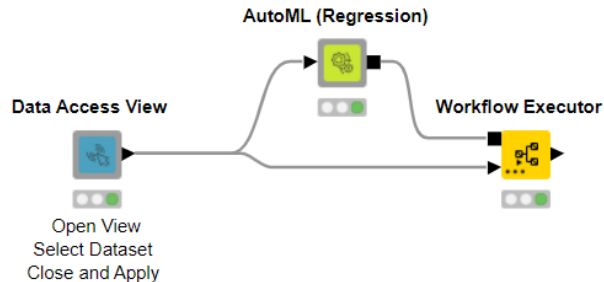 AutoML (Regression)
Data Access View
Workflow Executor
Open View
Select Dataset
Close and Apply